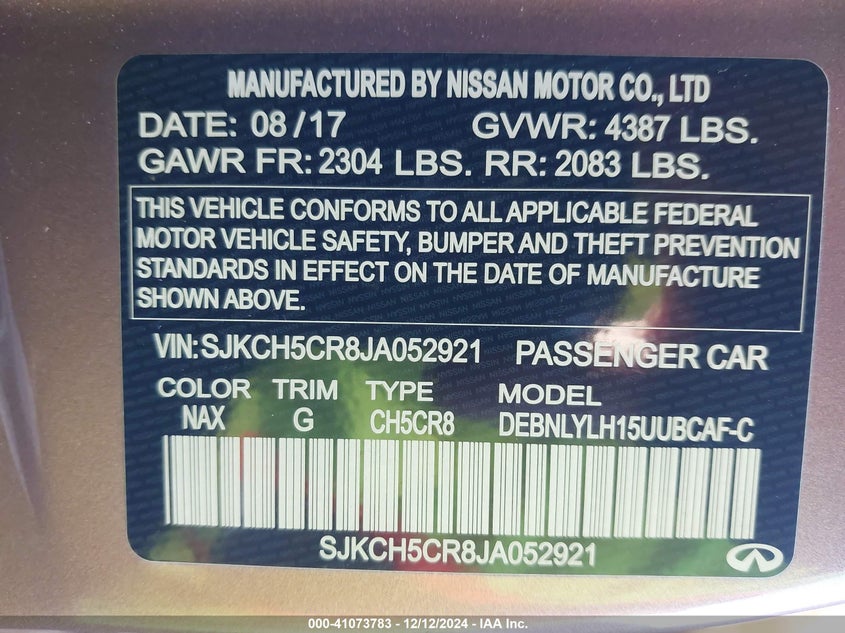 MANUFACTURED BY NISSAN MOTOR CO., LTD
DATE: 08/17 GVWR: 4387 LBS.
GAWR FR: 2304 LBS. RR: 2083 LBS.
THIS VEHICLE CONFORMS TO ALL APPLICABLE FEDERAL
MOTOR VEHICLE SAFETY, BUMPER AND THEFT PREVENTION
STANDARDS IN EFFECT ON THE DATE OF MANUFACTURE
SHOWN ABOVE.
VIN:SJKCH5CR8JA052921 PASSENGER CAR
COLOR TRIM TYPE MODEL
NAX G CH5CR8 DEBNLYLH15UUBCAF-C
SJKCH5CR8JA052921
000-41073783 - 12/12/2024 - IAA Inc.